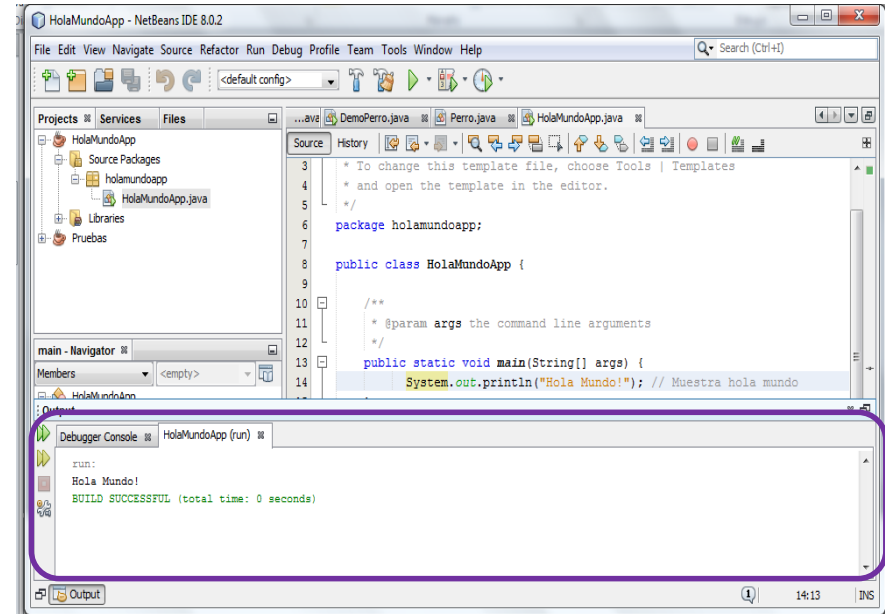 HolaMundoApp - NetBeans IDE 8.0.2
File Edit View Navigate Source Refactor Run Debug Profile Team Tools Window Help
Search (Ctrl+I)
<default config>
Projects Services Files
HolaMundoApp
Source Packages
holamundoapp
HolaMundoApp.java
Libraries
Pruebas
main - Navigator
Members <empty>
HolaMundoApp
...ava DemoPerro.java Perro.java HolaMundoApp.java
Source History
3 * To change this template file, choose Tools | Templates
4 * and open the template in the editor.
5 */
6 package holamundoapp;
7
8 public class HolaMundoApp {
9
10 /**
11 * @param args the command line arguments
12 */
13 public static void main(String[] args) {
14 System.out.println("Hola Mundo!"); // Muestra hola mundo
Output
Debugger Console HolaMundoApp (run)
run:
Hola Mundo!
BUILD SUCCESSFUL (total time: 0 seconds)
Output
1 14:13 INS